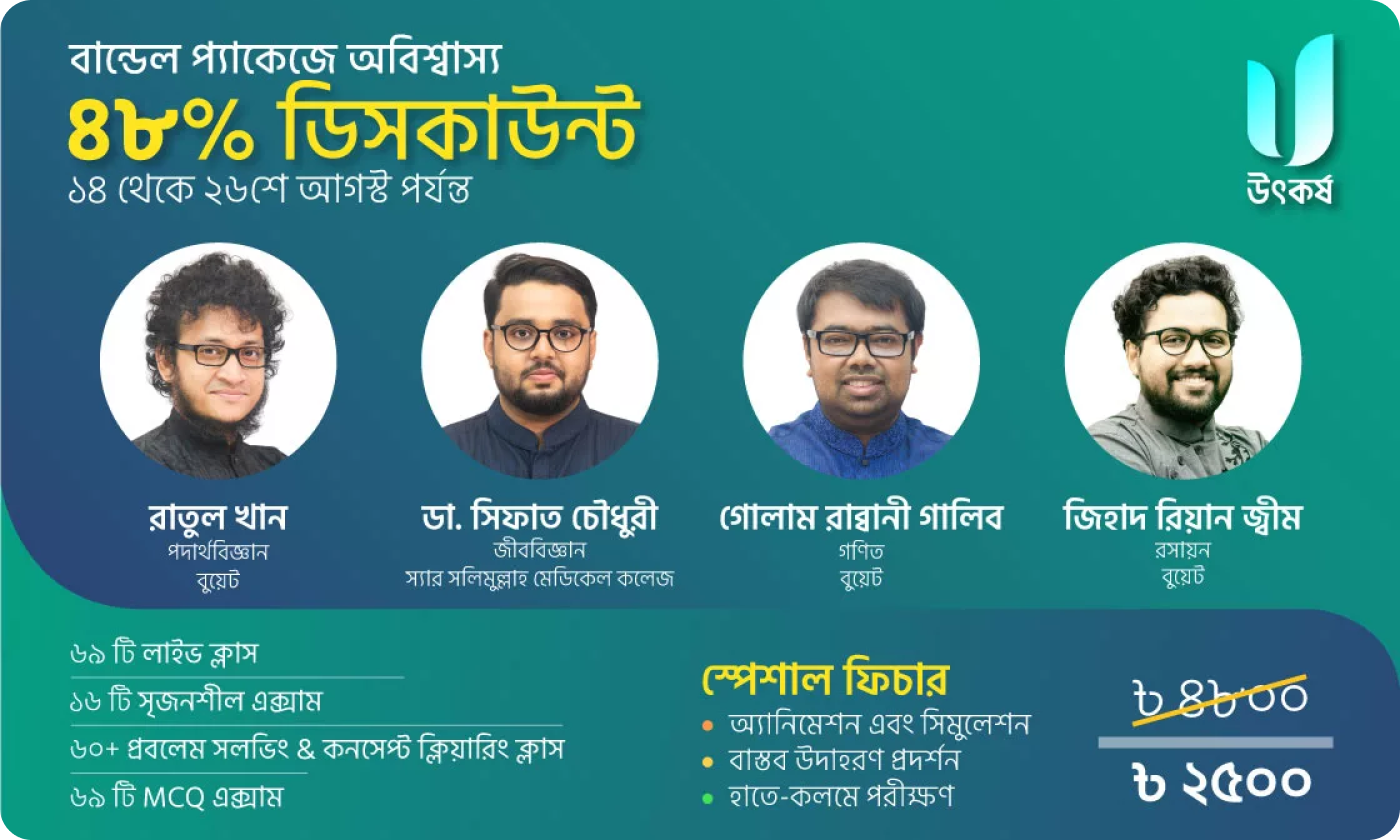 বান্ডেল প্যাকেজে অবিশ্বাস্য
৪৮% ডিসকাউন্ট
১৪ থেকে ২৬শে আগস্ট পর্যন্ত
উৎকর্ষ
রাতুল খান
পদার্থবিজ্ঞান
বুয়েট
ডা. সিফাত চৌধুরী
জীববিজ্ঞান
স্যার সলিমুল্লাহ মেডিকেল কলেজ
গোলাম রাব্বানী গালিব
গণিত
বুয়েট
জিহাদ রিয়ান জ্বীম
রসায়ন
বুয়েট
৬৯ টি লাইভ ক্লাস
১৬ টি সৃজনশীল এক্সাম
৬০+ প্রবলেম সলভিং & কনসেপ্ট ক্লিয়ারিং ক্লাস
৬৯ টি MCQ এক্সাম
স্পেশাল ফিচার
• অ্যানিমেশন এবং সিমুলেশন
• বাস্তব উদাহরণ প্রদর্শন
• হাতে-কলমে পরীক্ষণ
৳ ৪৮০০
৳ ২৫০০